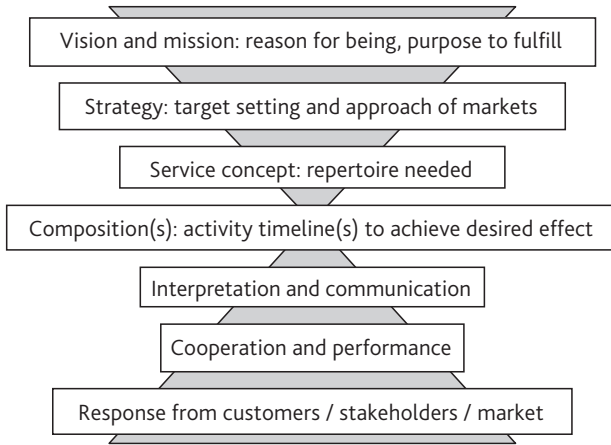 Vision and mission: reason for being, purpose to fulfill
Strategy: target setting and approach of markets
Service concept: repertoire needed
Composition(s): activity timeline(s) to achieve desired effect
Interpretation and communication
Cooperation and performance
Response from customers / stakeholders / market